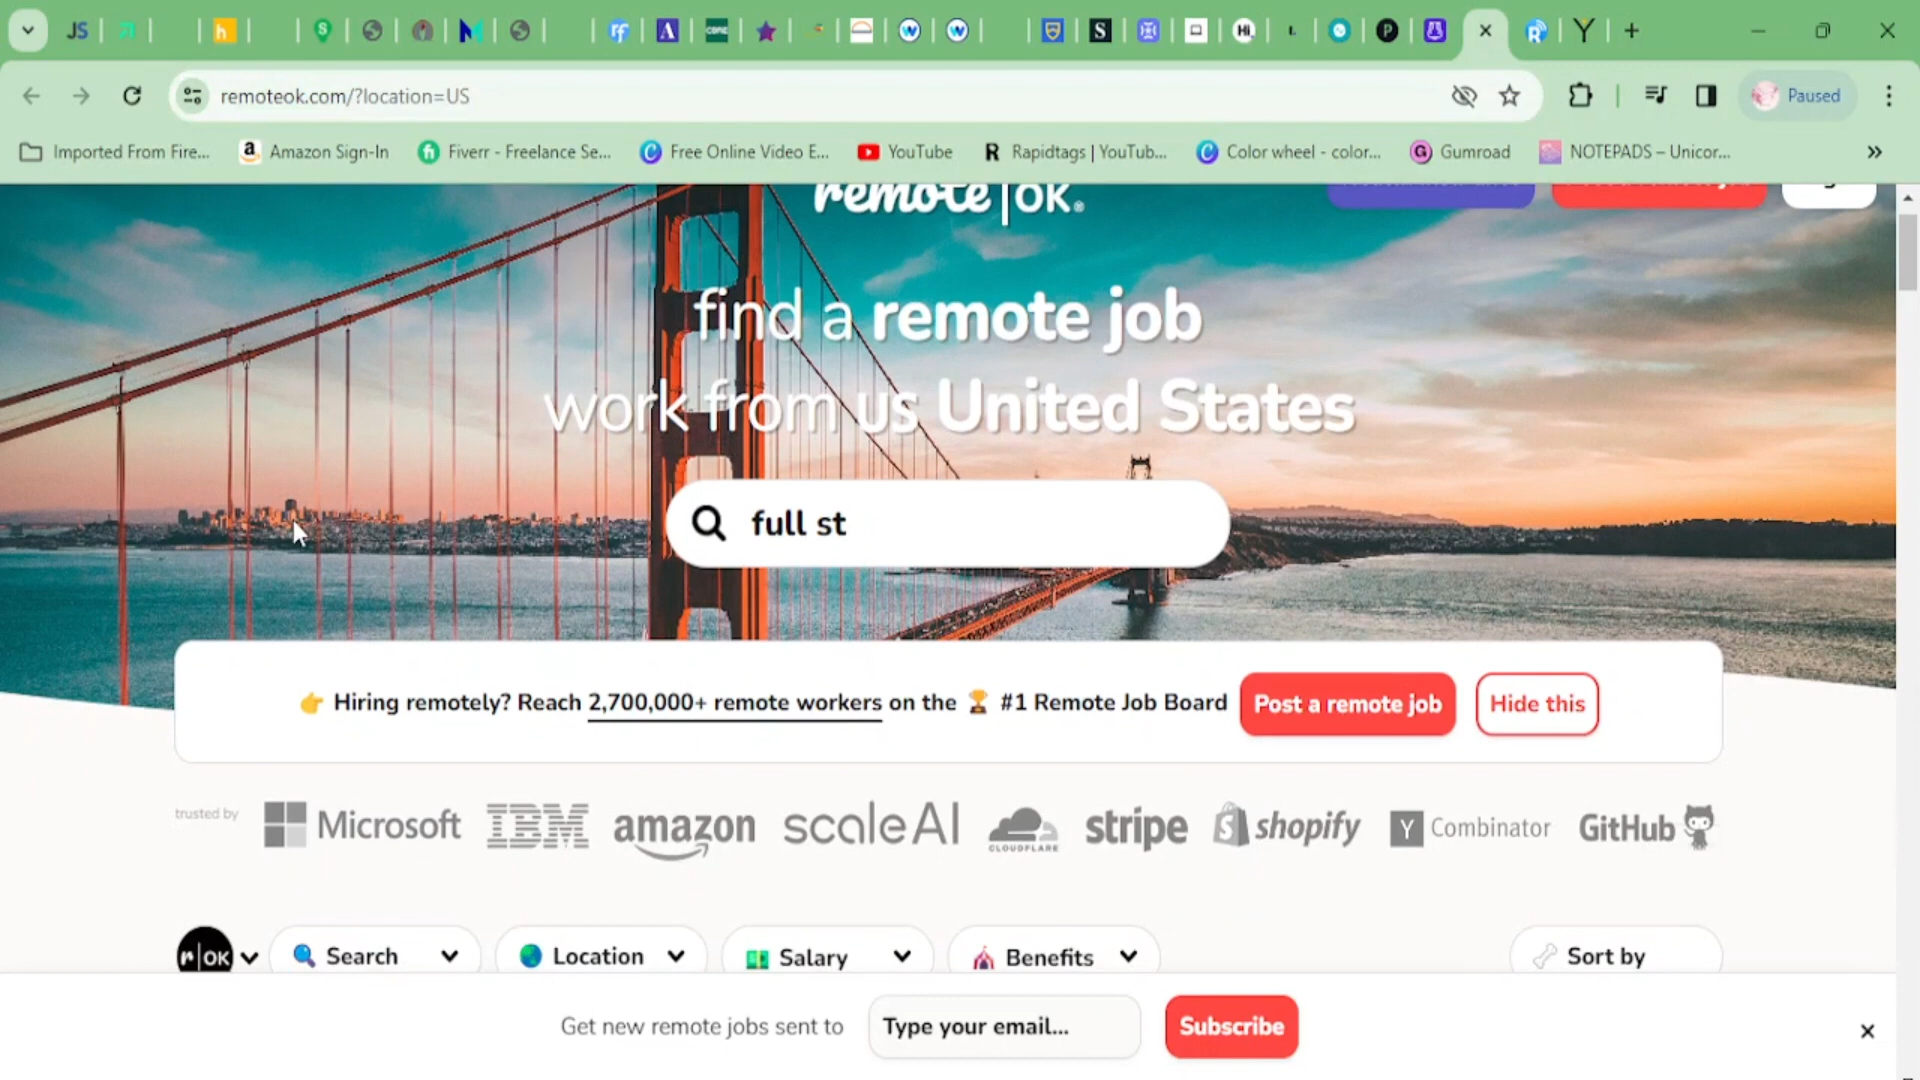 JS
remoteok.com/?location=US
Paused
Imported From Fire...
Amazon Sign-In
Fiverr - Freelance Se...
Free Online Video E...
YouTube
Rapidtags | YouTub...
Color wheel - color...
Gumroad
NOTEPADS – Unicor...
remote|OK®
find a remote job
work from us United States
full st
👉 Hiring remotely? Reach 2,700,000+ remote workers on the 🏆 #1 Remote Job Board
Post a remote job
Hide this
trusted by
Microsoft
IBM
amazon
scale AI
CLOUDFLARE
stripe
shopify
Y Combinator
GitHub
r|OK
Search
Location
Salary
Benefits
Sort by
Get new remote jobs sent to
Type your email...
Subscribe